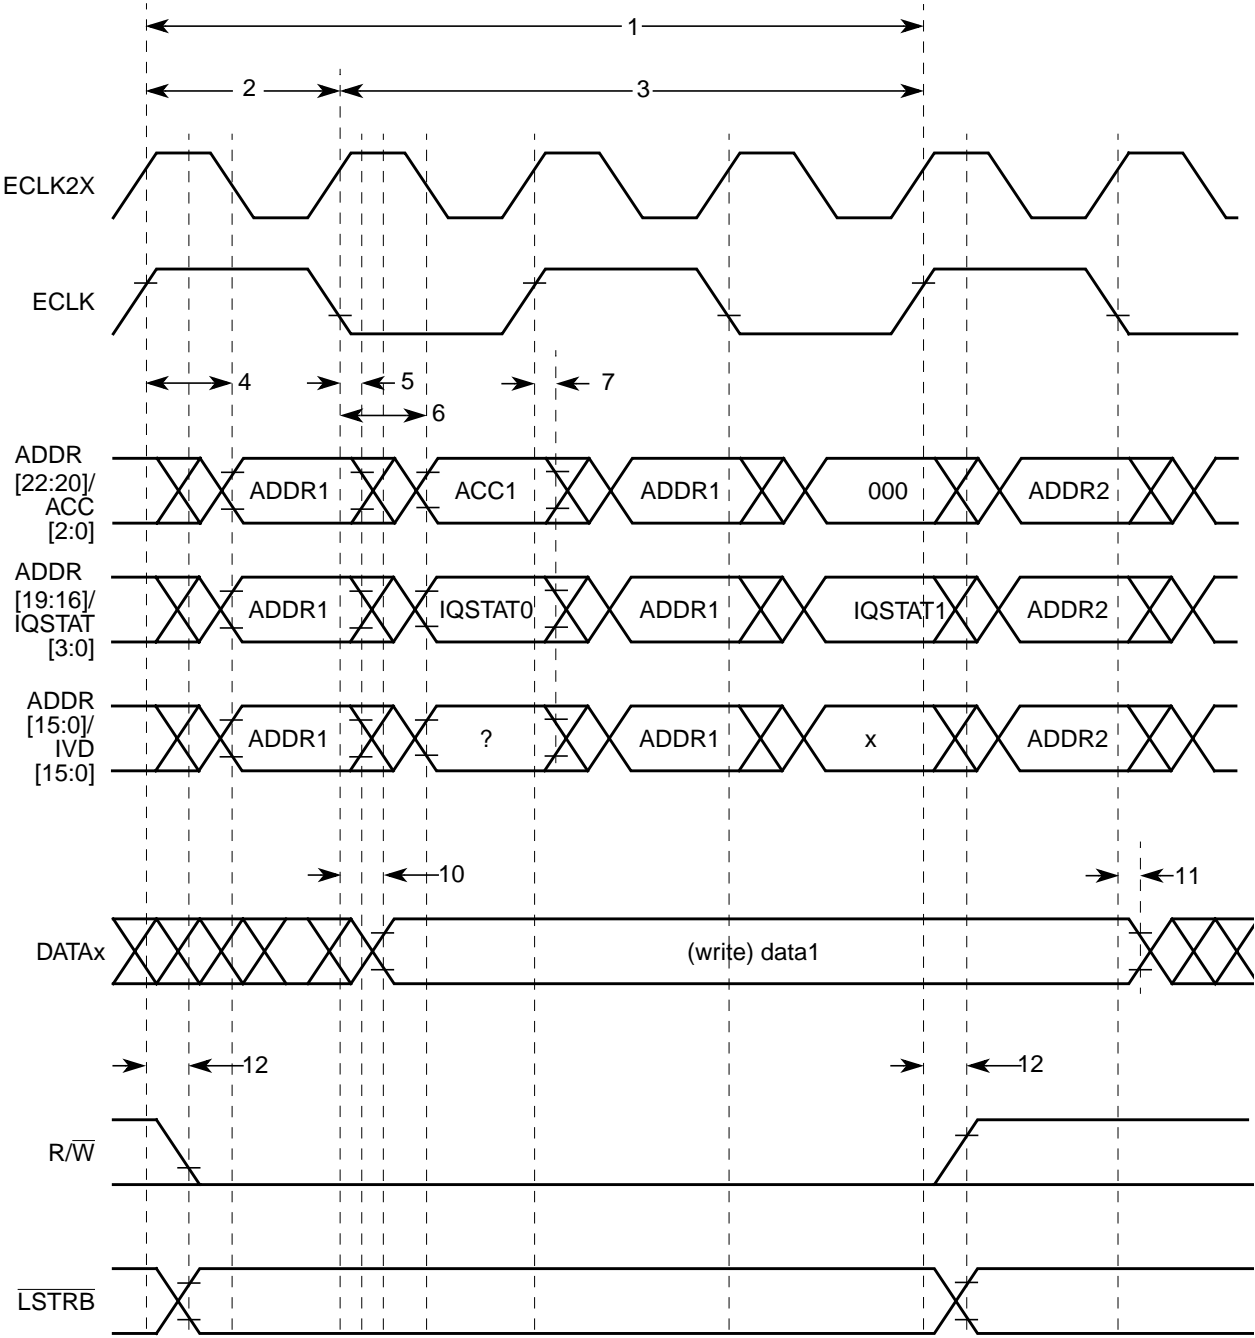 1
2
3
ECLK2X
ECLK
4
5
7
6
ADDR
[22:20]/
ACC
[2:0]
ADDR1
ACC1
ADDR1
000
ADDR2
ADDR
[19:16]/
IQSTAT
[3:0]
ADDR1
IQSTAT0
ADDR1
IQSTAT1
ADDR2
ADDR
[15:0]/
IVD
[15:0]
ADDR1
?
ADDR1
x
ADDR2
10
11
DATAx
(write) data1
12
12
R/W
LSTRB